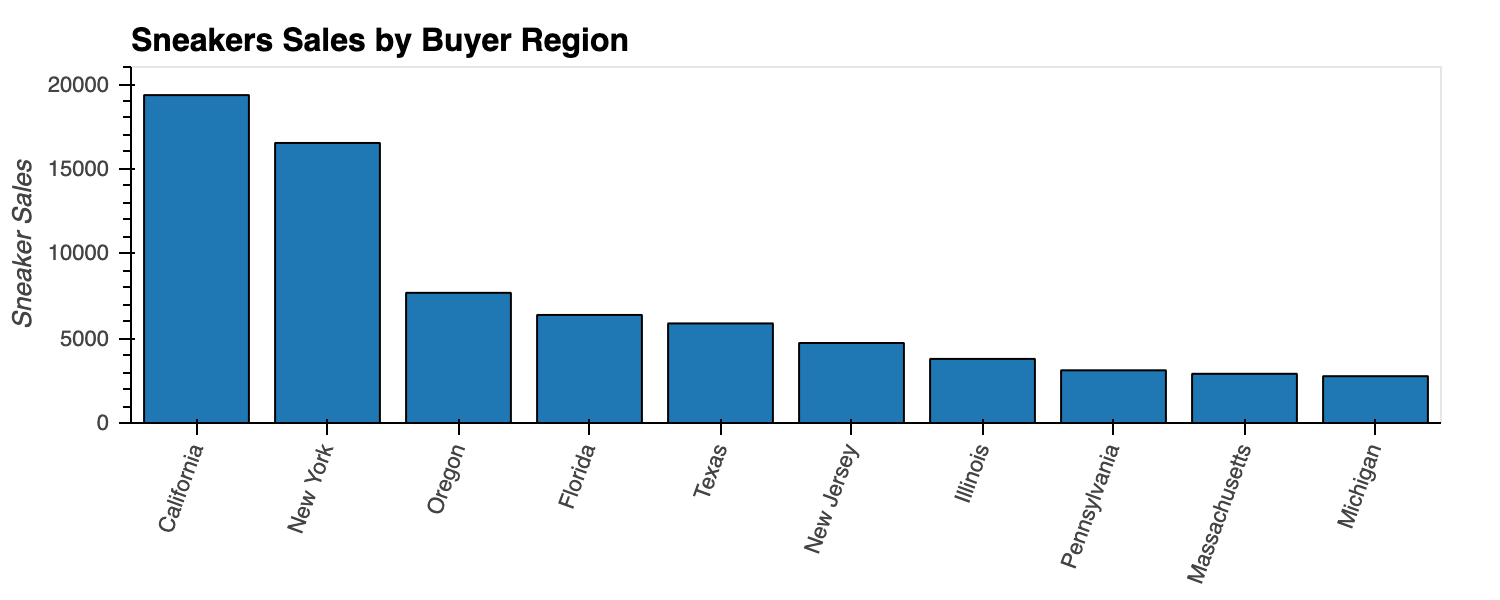 Sneakers Sales by Buyer Region
Sneaker Sales
20000
15000
10000
5000
0
California
New York
Oregon
Florida
Texas
New Jersey
Illinois
Pennsylvania
Massachusetts
Michigan